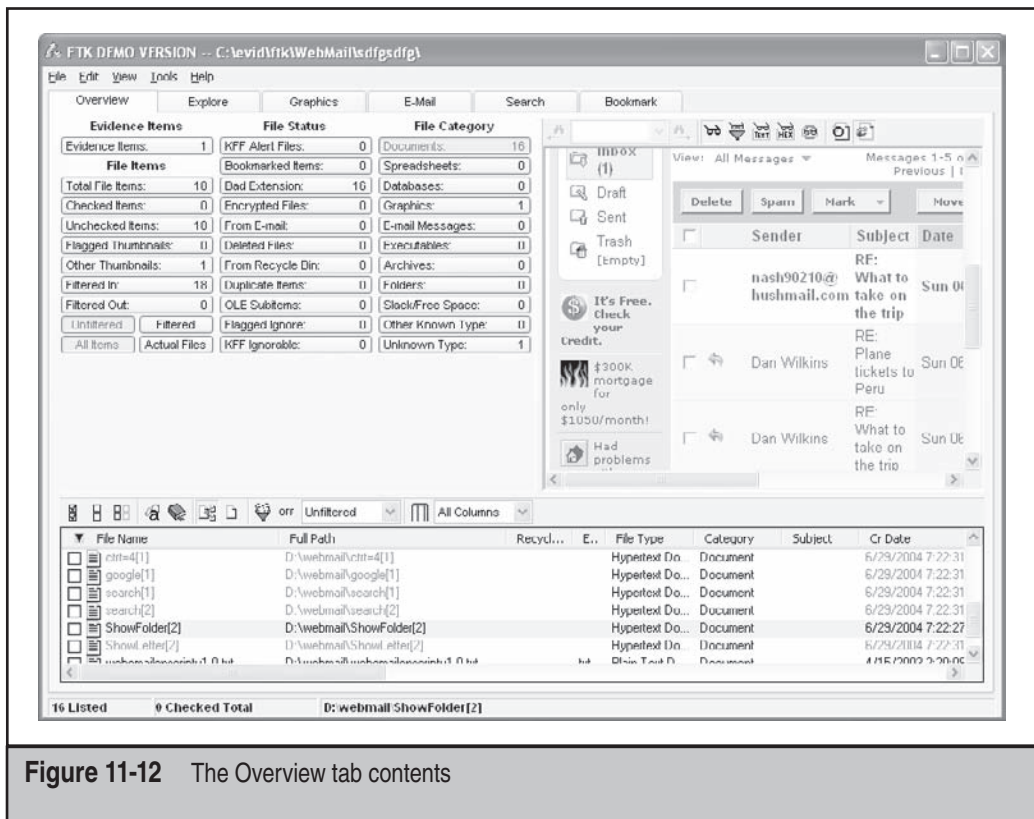 FTK DEMO VERSION -- C:\evid\ftk\WebMail\sdfgsdfg\
File Edit View Tools Help
Overview Explore Graphics E-Mail Search Bookmark
Evidence Items File Status File Category
Evidence Items: 1 KFF Alert Files: 0 Documents: 16
File Items Bookmarked Items: 0 Spreadsheets: 0
Total File Items: 10 Bad Extension: 16 Databases: 0
Checked Items: 0 Encrypted Files: 0 Graphics: 1
Unchecked Items: 10 From E-mail: 0 E-mail Messages: 0
Flagged Thumbnails: 0 Deleted Files: 0 Executables: 0
Other Thumbnails: 1 From Recycle Bin: 0 Archives: 0
Filtered In: 18 Duplicate Items: 0 Folders: 0
Filtered Out: 0 OLE Subitems: 0 Slack/Free Space: 0
Unfiltered Filtered Flagged Ignore: 0 Other Known Type: 0
All Items Actual Files KFF Ignorable: 0 Unknown Type: 1
TEXT HEX
Inbox
(1)
Draft
Sent
Trash
[Empty]
It's Free.
Check
your
Credit.
$300K
mortgage
for
only
$1050/month!
Had
problems
View: All Messages Messages 1-5 o
Previous |
Delete Spam Mark Move
Sender Subject Date
nash90210@
hushmail.com
RE:
What to
take on
the trip
Sun 0
Dan Wilkins
RE:
Plane
tickets to
Peru
Sun 06
Dan Wilkins
RE:
What to
take on
the trip
Sun 06
OFF Unfiltered All Columns
File Name Full Path Recycl... E.. File Type Category Subject Cr Date
D:\webmail\ Hypertext Do... Document 6/29/2004 7:22:31
google[1] D:\webmail\google[1] Hypertext Do... Document 6/29/2004 7:22:31
search[1] D:\webmail\search[1] Hypertext Do... Document 6/29/2004 7:22:31
search[2] D:\webmail\search[2] Hypertext Do... Document 6/29/2004 7:22:31
ShowFolder[2] D:\webmail\ShowFolder[2] Hypertext Do... Document 6/29/2004 7:22:27
ShowLetter[2] D:\webmail\ShowLetter[2] Hypertext Do... Document 6/29/2004 7:22:31
txt Document
16 Listed 0 Checked Total D:\webmail\ShowFolder[2]
Figure 11-12 The Overview tab contents